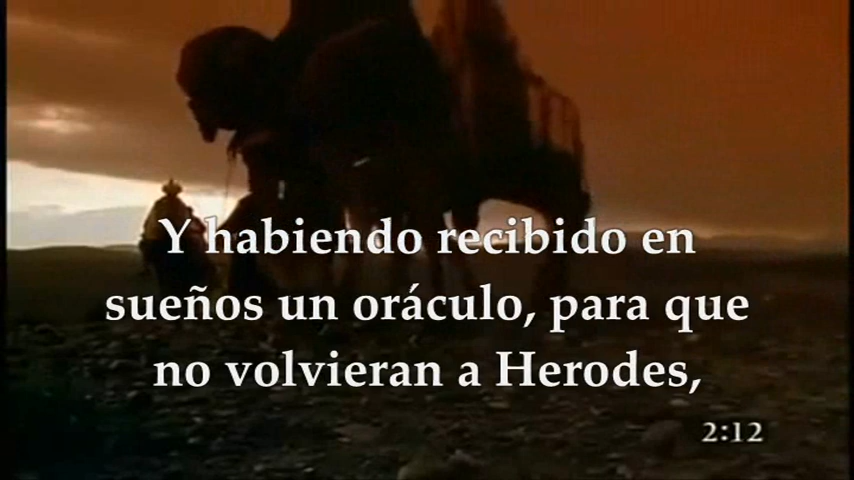 Y habiendo recibido en
sueños un oráculo, para que
no volvieran a Herodes,
2:12